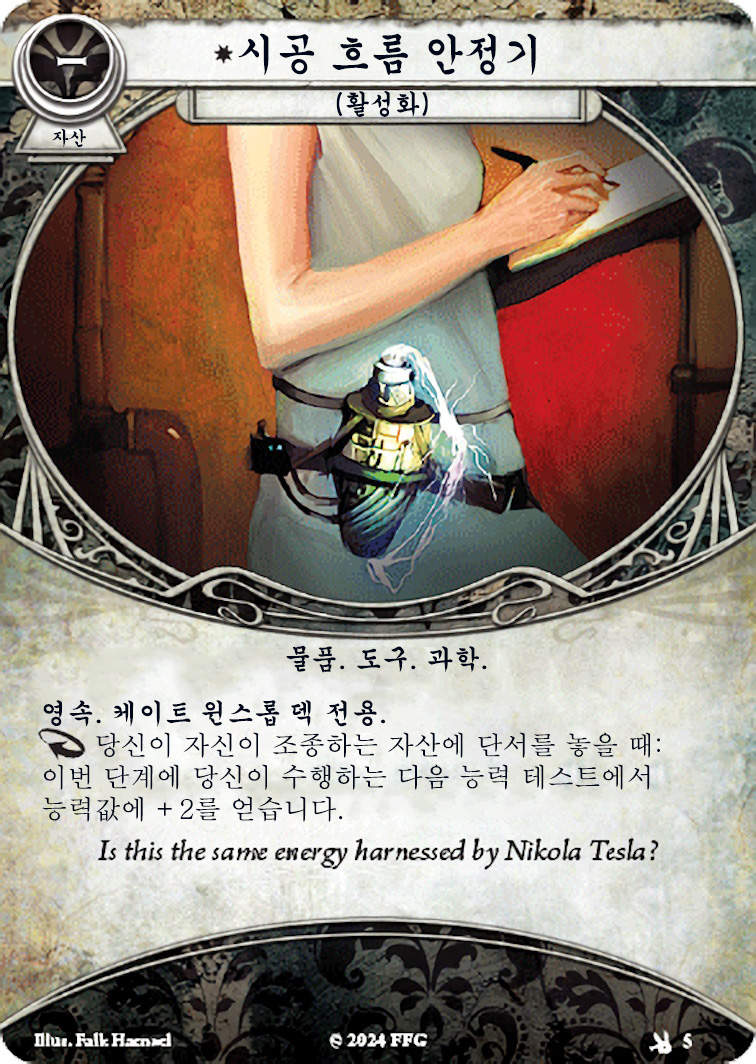 시공 흐름 안정기
(활성화)
자산
물품. 도구. 과학.
영속. 케이트 윈스롭 덱 전용.
당신이 자신이 조종하는 자산에 단서를 놓을 때:
이번 단계에 당신이 수행하는 다음 능력 테스트에서
능력값에 +2를 얻습니다.
Is this the same energy harnessed by Nikola Tesla?
Illus. Falk Hansel
© 2024 FFG
5